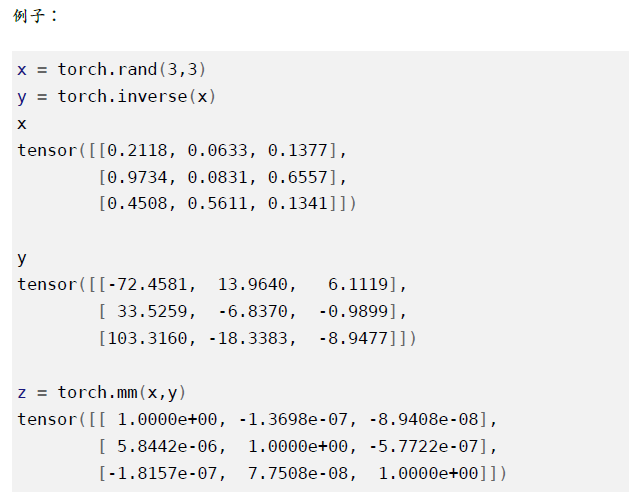 例子：
x = torch.rand(3,3)
y = torch.inverse(x)
x
tensor([[0.2118, 0.0633, 0.1377],
        [0.9734, 0.0831, 0.6557],
        [0.4508, 0.5611, 0.1341]])
y
tensor([[-72.4581,  13.9640,   6.1119],
        [ 33.5259,  -6.8370,  -0.9899],
        [103.3160, -18.3383,  -8.9477]])
z = torch.mm(x,y)
tensor([[ 1.0000e+00, -1.3698e-07, -8.9408e-08],
        [ 5.8442e-06,  1.0000e+00, -5.7722e-07],
        [-1.8157e-07,  7.7508e-08,  1.0000e+00]])